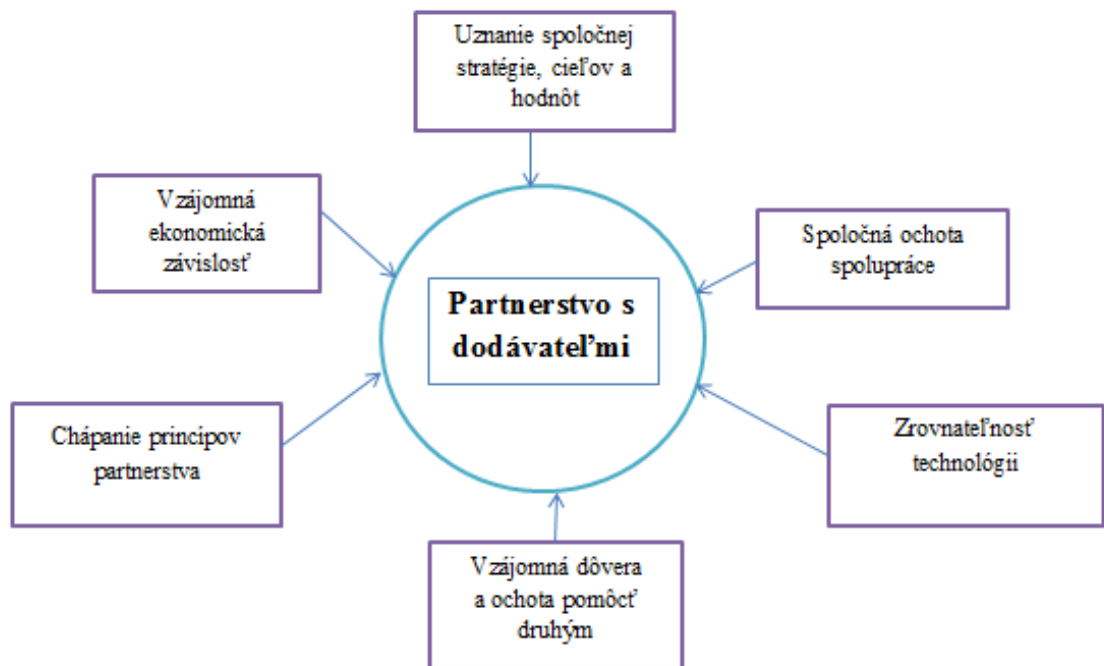 Uznanie spoločnej
stratégie, cieľov a
hodnôt
Vzájomná
ekonomická
závislosť
Spoločná ochota
spolupráce
Partnerstvo s
dodávateľmi
Chápanie princípov
partnerstva
Zrovnateľnosť
technológii
Vzájomná dôvera
a ochota pomôcť
druhým